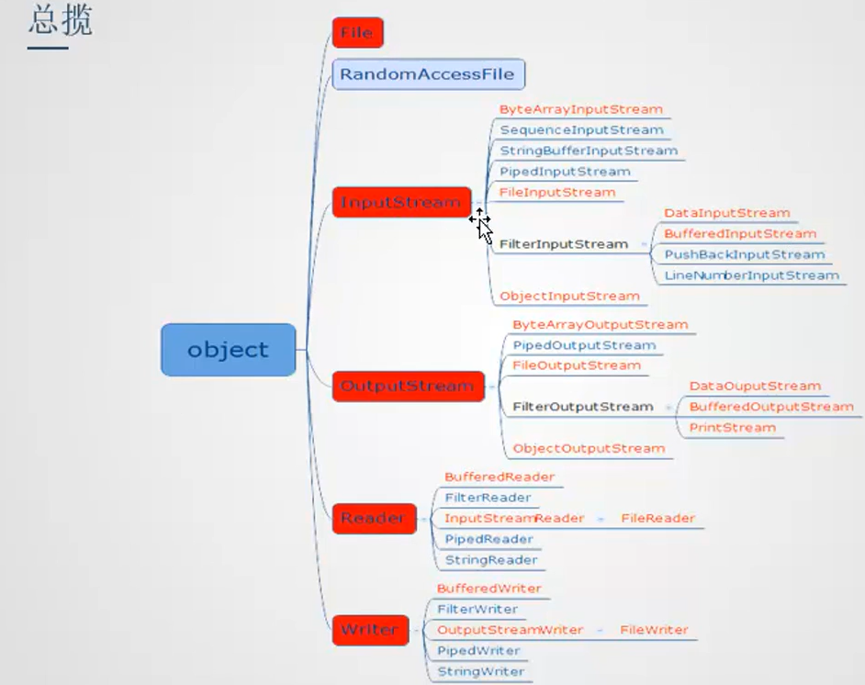 总揽
File
RandomAccessFile
ByteArrayInputStream
SequenceInputStream
StringBufferInputStream
PipedInputStream
FileInputStream
InputStream
DataInputStream
BufferedInputStream
FilterInputStream
PushBackInputStream
LineNumberInputStream
ObjectInputStream
object
ByteArrayOutputStream
PipedOutputStream
FileOutputStream
OutputStream
DataOuputStream
FilterOutputStream
BufferedOutputStream
PrintStream
ObjectOutputStream
BufferedReader
FilterReader
Reader
InputStreamReader
FileReader
PipedReader
StringReader
BufferedWriter
FilterWriter
Writer
OutputStreamWriter
FileWriter
PipedWriter
StringWriter